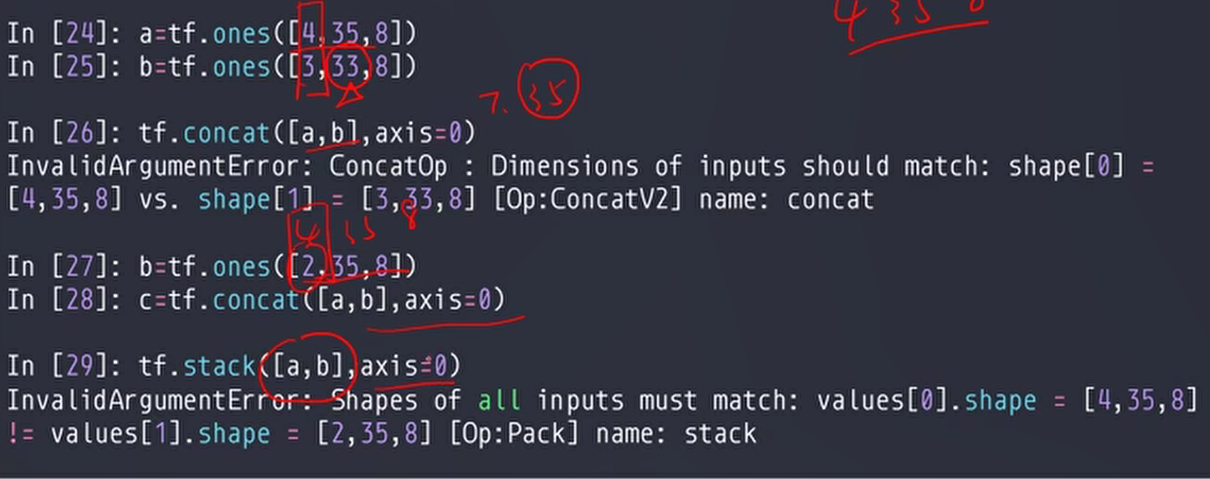 4 35 8
In [24]: a=tf.ones([4,35,8])
In [25]: b=tf.ones([3,33,8])
7. 35
In [26]: tf.concat([a,b],axis=0)
InvalidArgumentError: ConcatOp : Dimensions of inputs should match: shape[0] =
[4,35,8] vs. shape[1] = [3,33,8] [Op:ConcatV2] name: concat
4 35 8
In [27]: b=tf.ones([2,35,8])
In [28]: c=tf.concat([a,b],axis=0)
In [29]: tf.stack([a,b],axis=0)
InvalidArgumentError: Shapes of all inputs must match: values[0].shape = [4,35,8]
!= values[1].shape = [2,35,8] [Op:Pack] name: stack